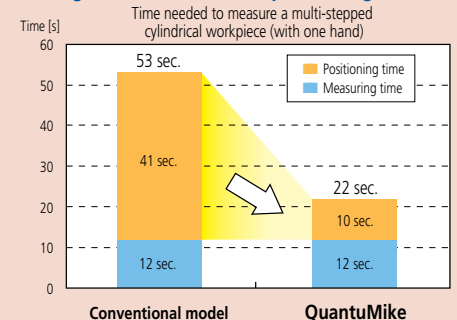 Time needed to measure a multi-stepped
cylindrical workpiece (with one hand)
Time [s]
60
50
40
30
20
10
0
53 sec.
41 sec.
12 sec.
Positioning time
Measuring time
22 sec.
10 sec.
12 sec.
Conventional model
QuantuMike